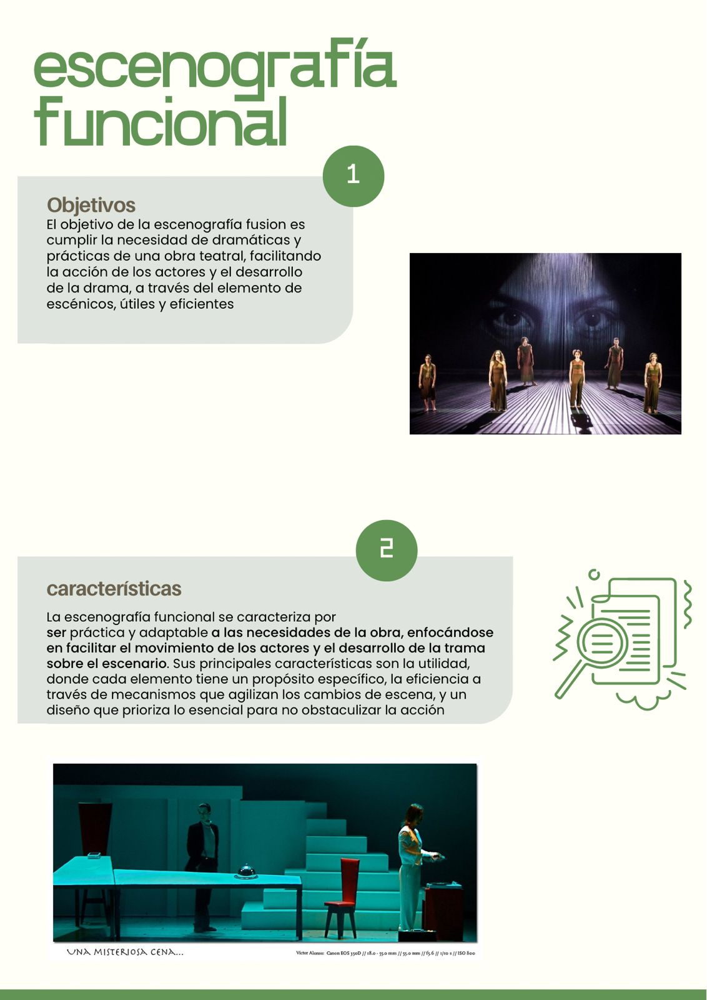 escenografía
funcional
1
Objetivos
El objetivo de la escenografía fusion es
cumplir la necesidad de dramáticas y
prácticas de una obra teatral, facilitando
la acción de los actores y el desarrollo
de la drama, a través del elemento de
escénicos, útiles y eficientes
2
características
La escenografía funcional se caracteriza por
ser práctica y adaptable a las necesidades de la obra, enfocándose
en facilitar el movimiento de los actores y el desarrollo de la trama
sobre el escenario. Sus principales características son la utilidad,
donde cada elemento tiene un propósito específico, la eficiencia a
través de mecanismos que agilizan los cambios de escena, y un
diseño que prioriza lo esencial para no obstaculizar la acción
UNA MISTERIOSA CENA...
Víctor Alonso: Canon EOS 350D // 18.0 - 55.0 mm // 55.0 mm // f5.6 // 1/10 s // ISO 800